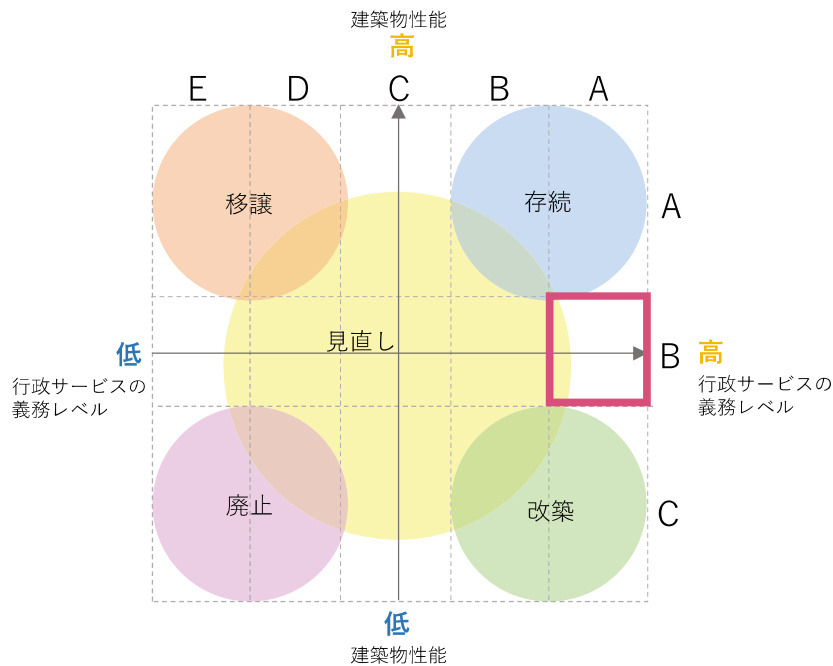 建築物性能
高
E D C B A
移譲
存続
A
見直し
低
行政サービスの
義務レベル
B
高
行政サービスの
義務レベル
廃止
改築
C
低
建築物性能